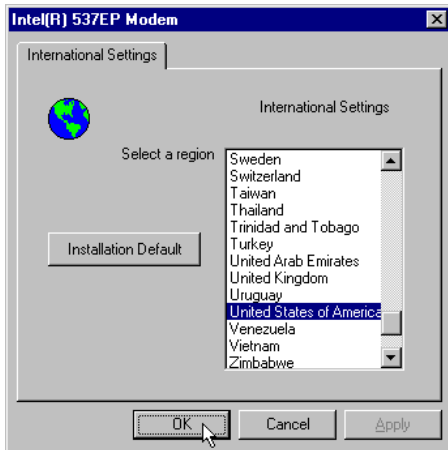 Intel(R) 537EP Modem
International Settings
International Settings
Select a region
Sweden
Switzerland
Taiwan
Thailand
Trinidad and Tobago
Turkey
United Arab Emirates
United Kingdom
Uruguay
United States of America
Venezuela
Vietnam
Zimbabwe
Installation Default
OK
Cancel
Apply